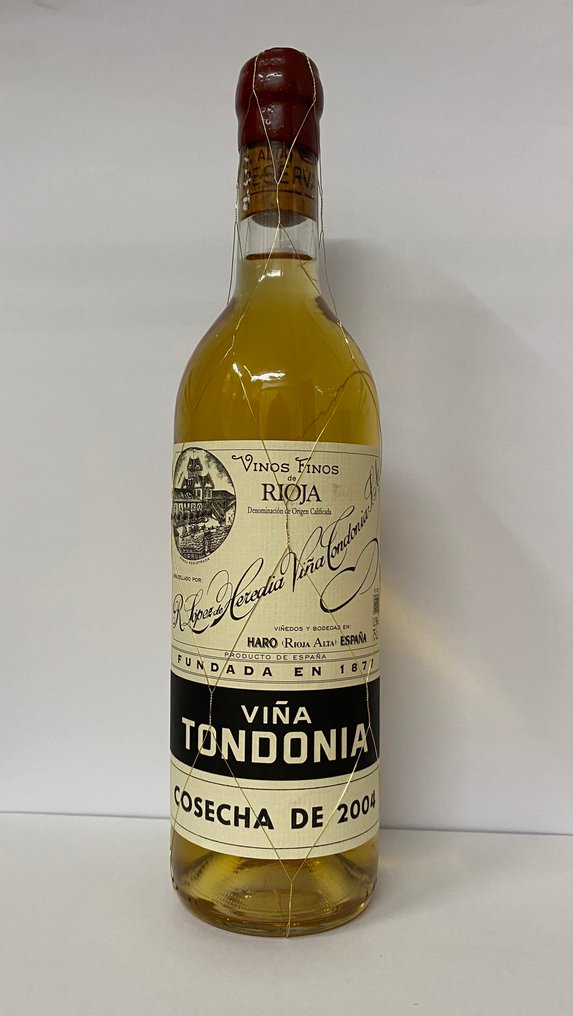 RESERVA
VINOS FINOS
de
RIOJA
Denominación de Origen Calificada
R. López de Heredia Viña Tondonia
VIÑEDOS Y BODEGAS EN:
HARO (RIOJA ALTA) ESPAÑA
PRODUCTO DE ESPAÑA
FUNDADA EN 1877
VIÑA
TONDONIA
COSECHA DE 2004